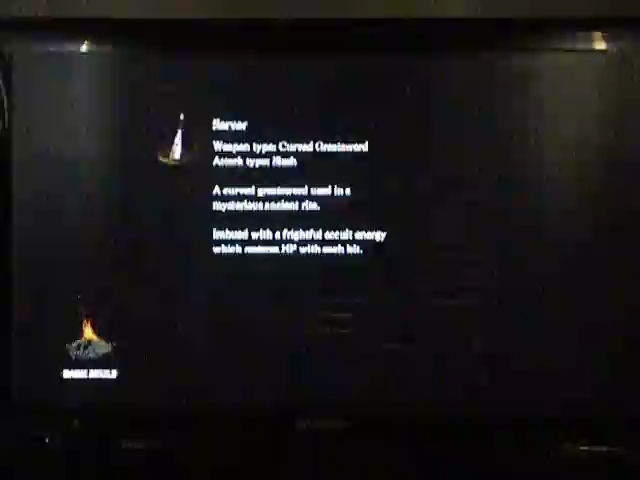 Server
Weapon type: Curved Greatsword
Attack type: Slash
A curved greatsword used in a
mysterious ancient rite.
Imbued with a frightful occult energy
which restores HP with each hit.
DARK SOULS